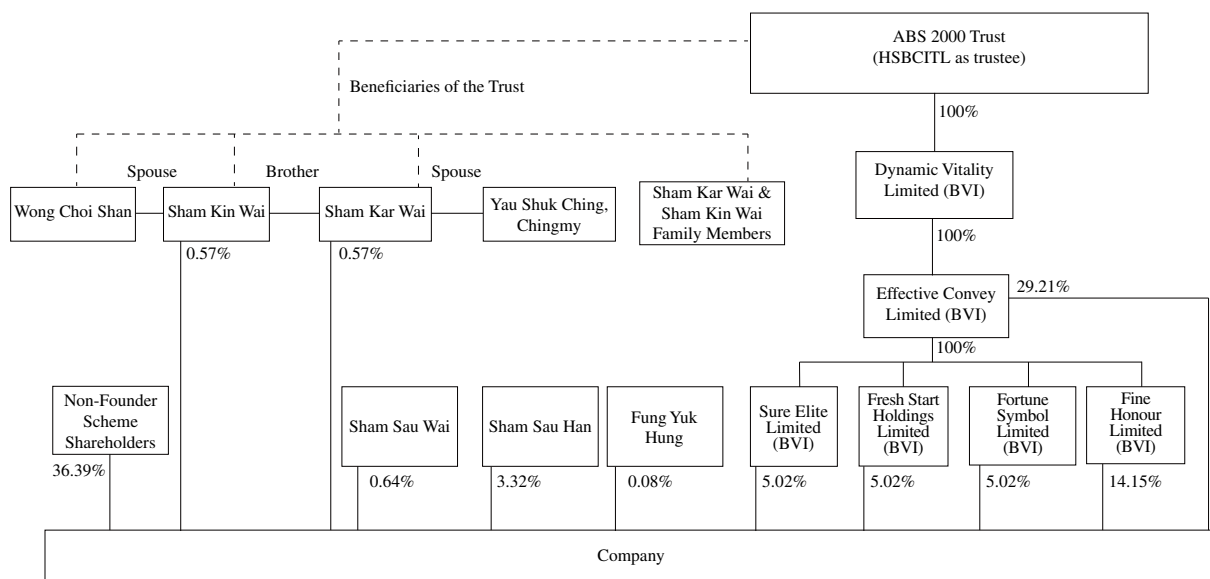 ABS 2000 Trust
(HSBCITL as trustee)
Beneficiaries of the Trust
100%
Dynamic Vitality
Limited (BVI)
Spouse
Brother
Spouse
Wong Choi Shan
Sham Kin Wai
Sham Kar Wai
Yau Shuk Ching,
Chingmy
Sham Kar Wai &
Sham Kin Wai
Family Members
0.57%
0.57%
100%
Effective Convey
Limited (BVI)
29.21%
100%
Non-Founder
Scheme
Shareholders
Sham Sau Wai
Sham Sau Han
Fung Yuk
Hung
Sure Elite
Limited
(BVI)
Fresh Start
Holdings
Limited
(BVI)
Fortune
Symbol
Limited
(BVI)
Fine
Honour
Limited
(BVI)
36.39%
0.64%
3.32%
0.08%
5.02%
5.02%
5.02%
14.15%
Company